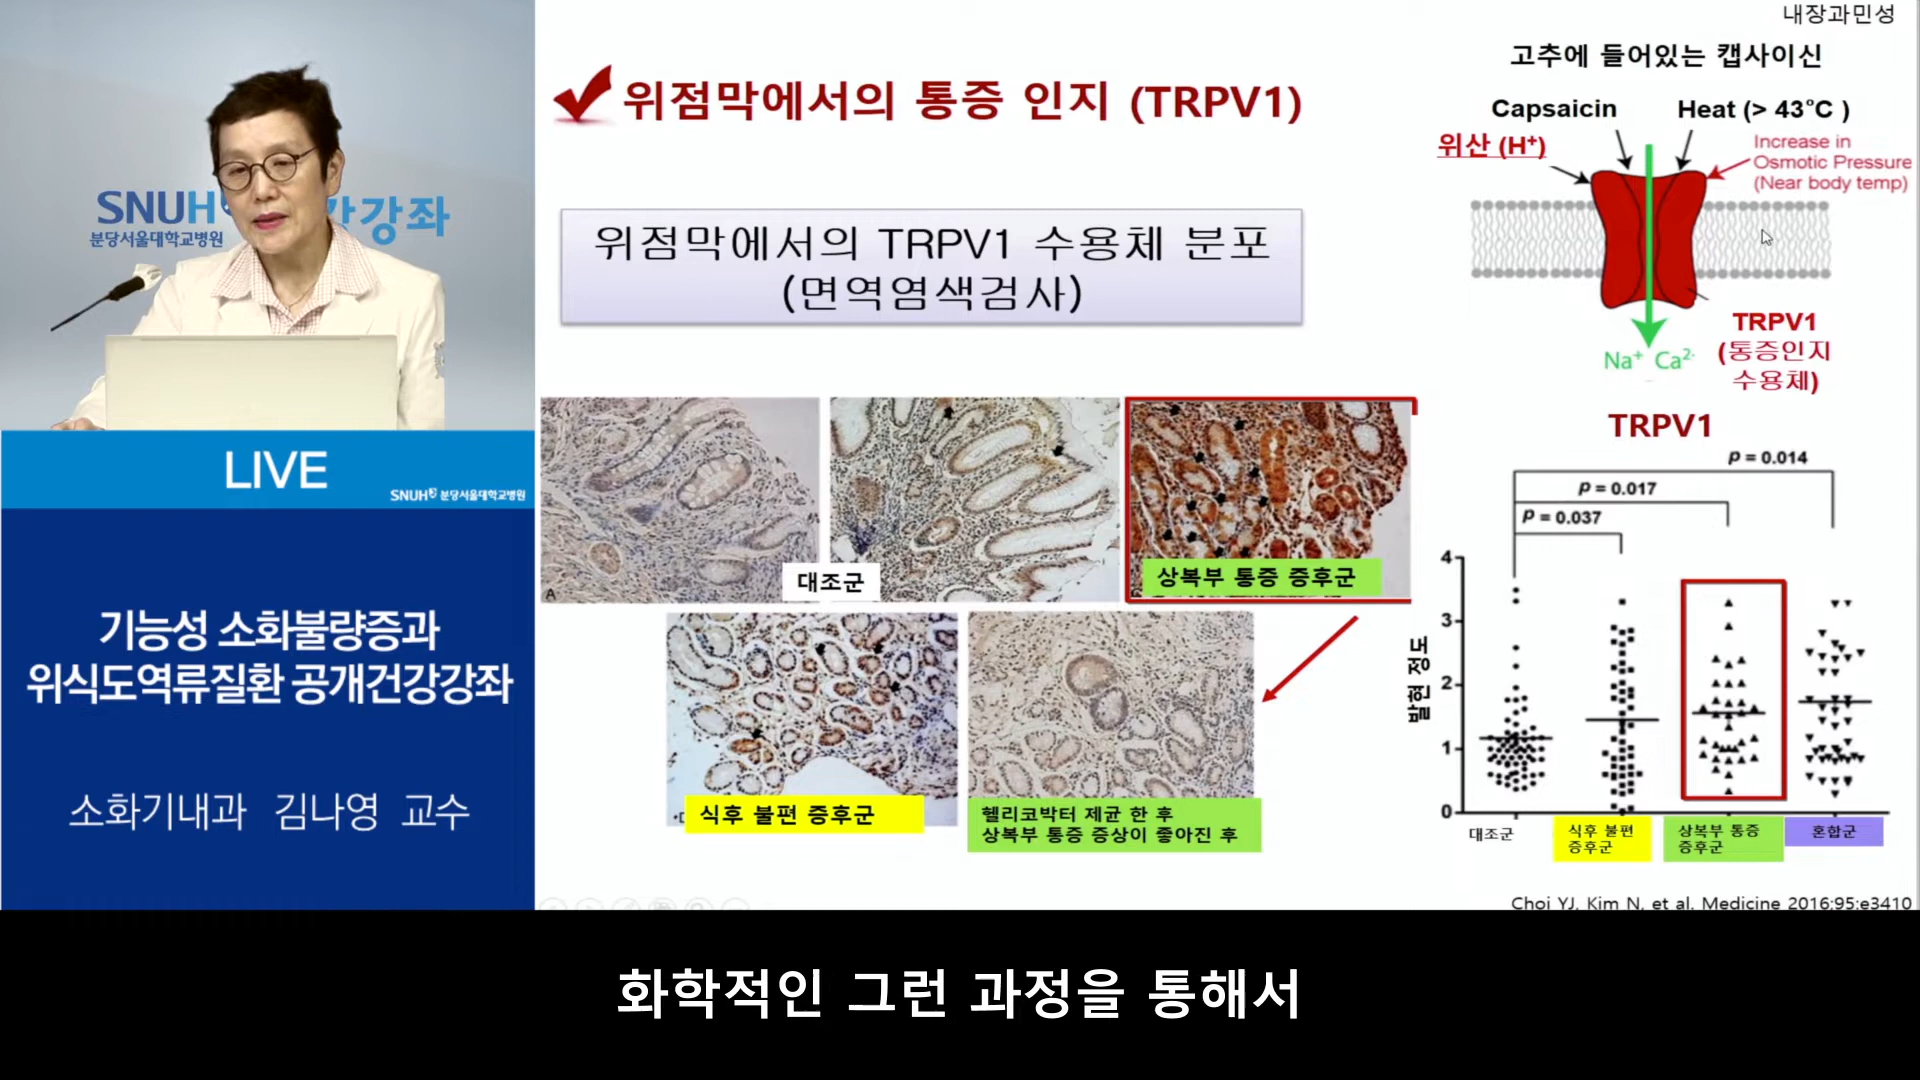 SNUH
강강좌
분당서울대학교병원
LIVE
SNUH 분당서울대학교병원
기능성 소화불량증과
위식도역류질환 공개건강강좌
소화기내과 김나영 교수
위점막에서의 통증 인지 (TRPV1)
위점막에서의 TRPV1 수용체 분포
(면역염색검사)
A
대조군
상복부 통증 증후군
식후 불편 증후군
헬리코박터 제균 한 후
상복부 통증 증상이 좋아진 후
내장과민성
고추에 들어있는 캡사이신
Capsaicin
Heat (> 43°C )
위산 (H⁺)
Increase in
Osmotic Pressure
(Near body temp)
TRPV1
(통증인지
수용체)
Na⁺ Ca²⁻
TRPV1
p = 0.014
p = 0.017
p = 0.037
4
3
2
1
0
발현 정도
대조군
식후 불편
증후군
상복부 통증
증후군
혼합군
Choi YJ, Kim N, et al. Medicine 2016;95:e3410
화학적인 그런 과정을 통해서